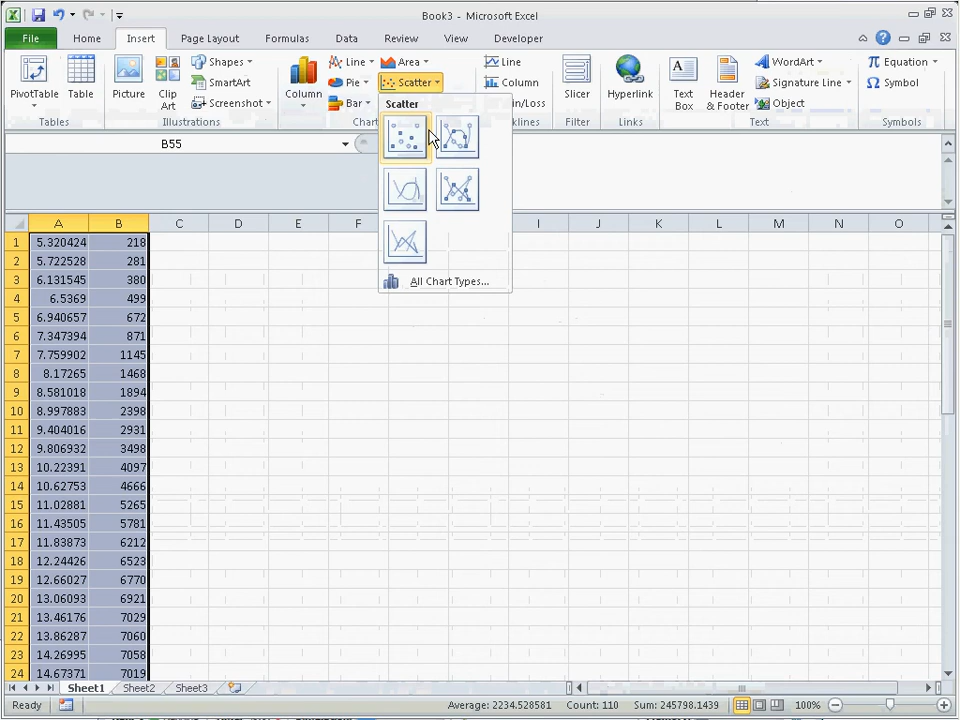 Book3 - Microsoft Excel
File Home Insert Page Layout Formulas Data Review View Developer
PivotTable Table Picture Clip Art Shapes SmartArt Screenshot Column Line Pie Bar Area Scatter Line Column n/Loss Slicer Hyperlink Text Box Header & Footer WordArt Signature Line Object Equation Symbol
Tables Illustrations Chart klines Filter Links Text Symbols
Scatter
All Chart Types...
B55
A B C D E F I J K L M N O
1 5.320424 218
2 5.722528 281
3 6.131545 380
4 6.5369 499
5 6.940657 672
6 7.347394 871
7 7.759902 1145
8 8.17265 1468
9 8.581018 1894
10 8.997883 2398
11 9.404016 2931
12 9.806932 3498
13 10.22391 4097
14 10.62753 4666
15 11.02881 5265
16 11.43505 5781
17 11.83873 6212
18 12.24426 6523
19 12.66027 6770
20 13.06093 6921
21 13.46176 7029
22 13.86287 7060
23 14.26995 7058
24 14.67371 7019
Sheet1 Sheet2 Sheet3
Ready Average: 2234.528581 Count: 110 Sum: 245798.1439 100%